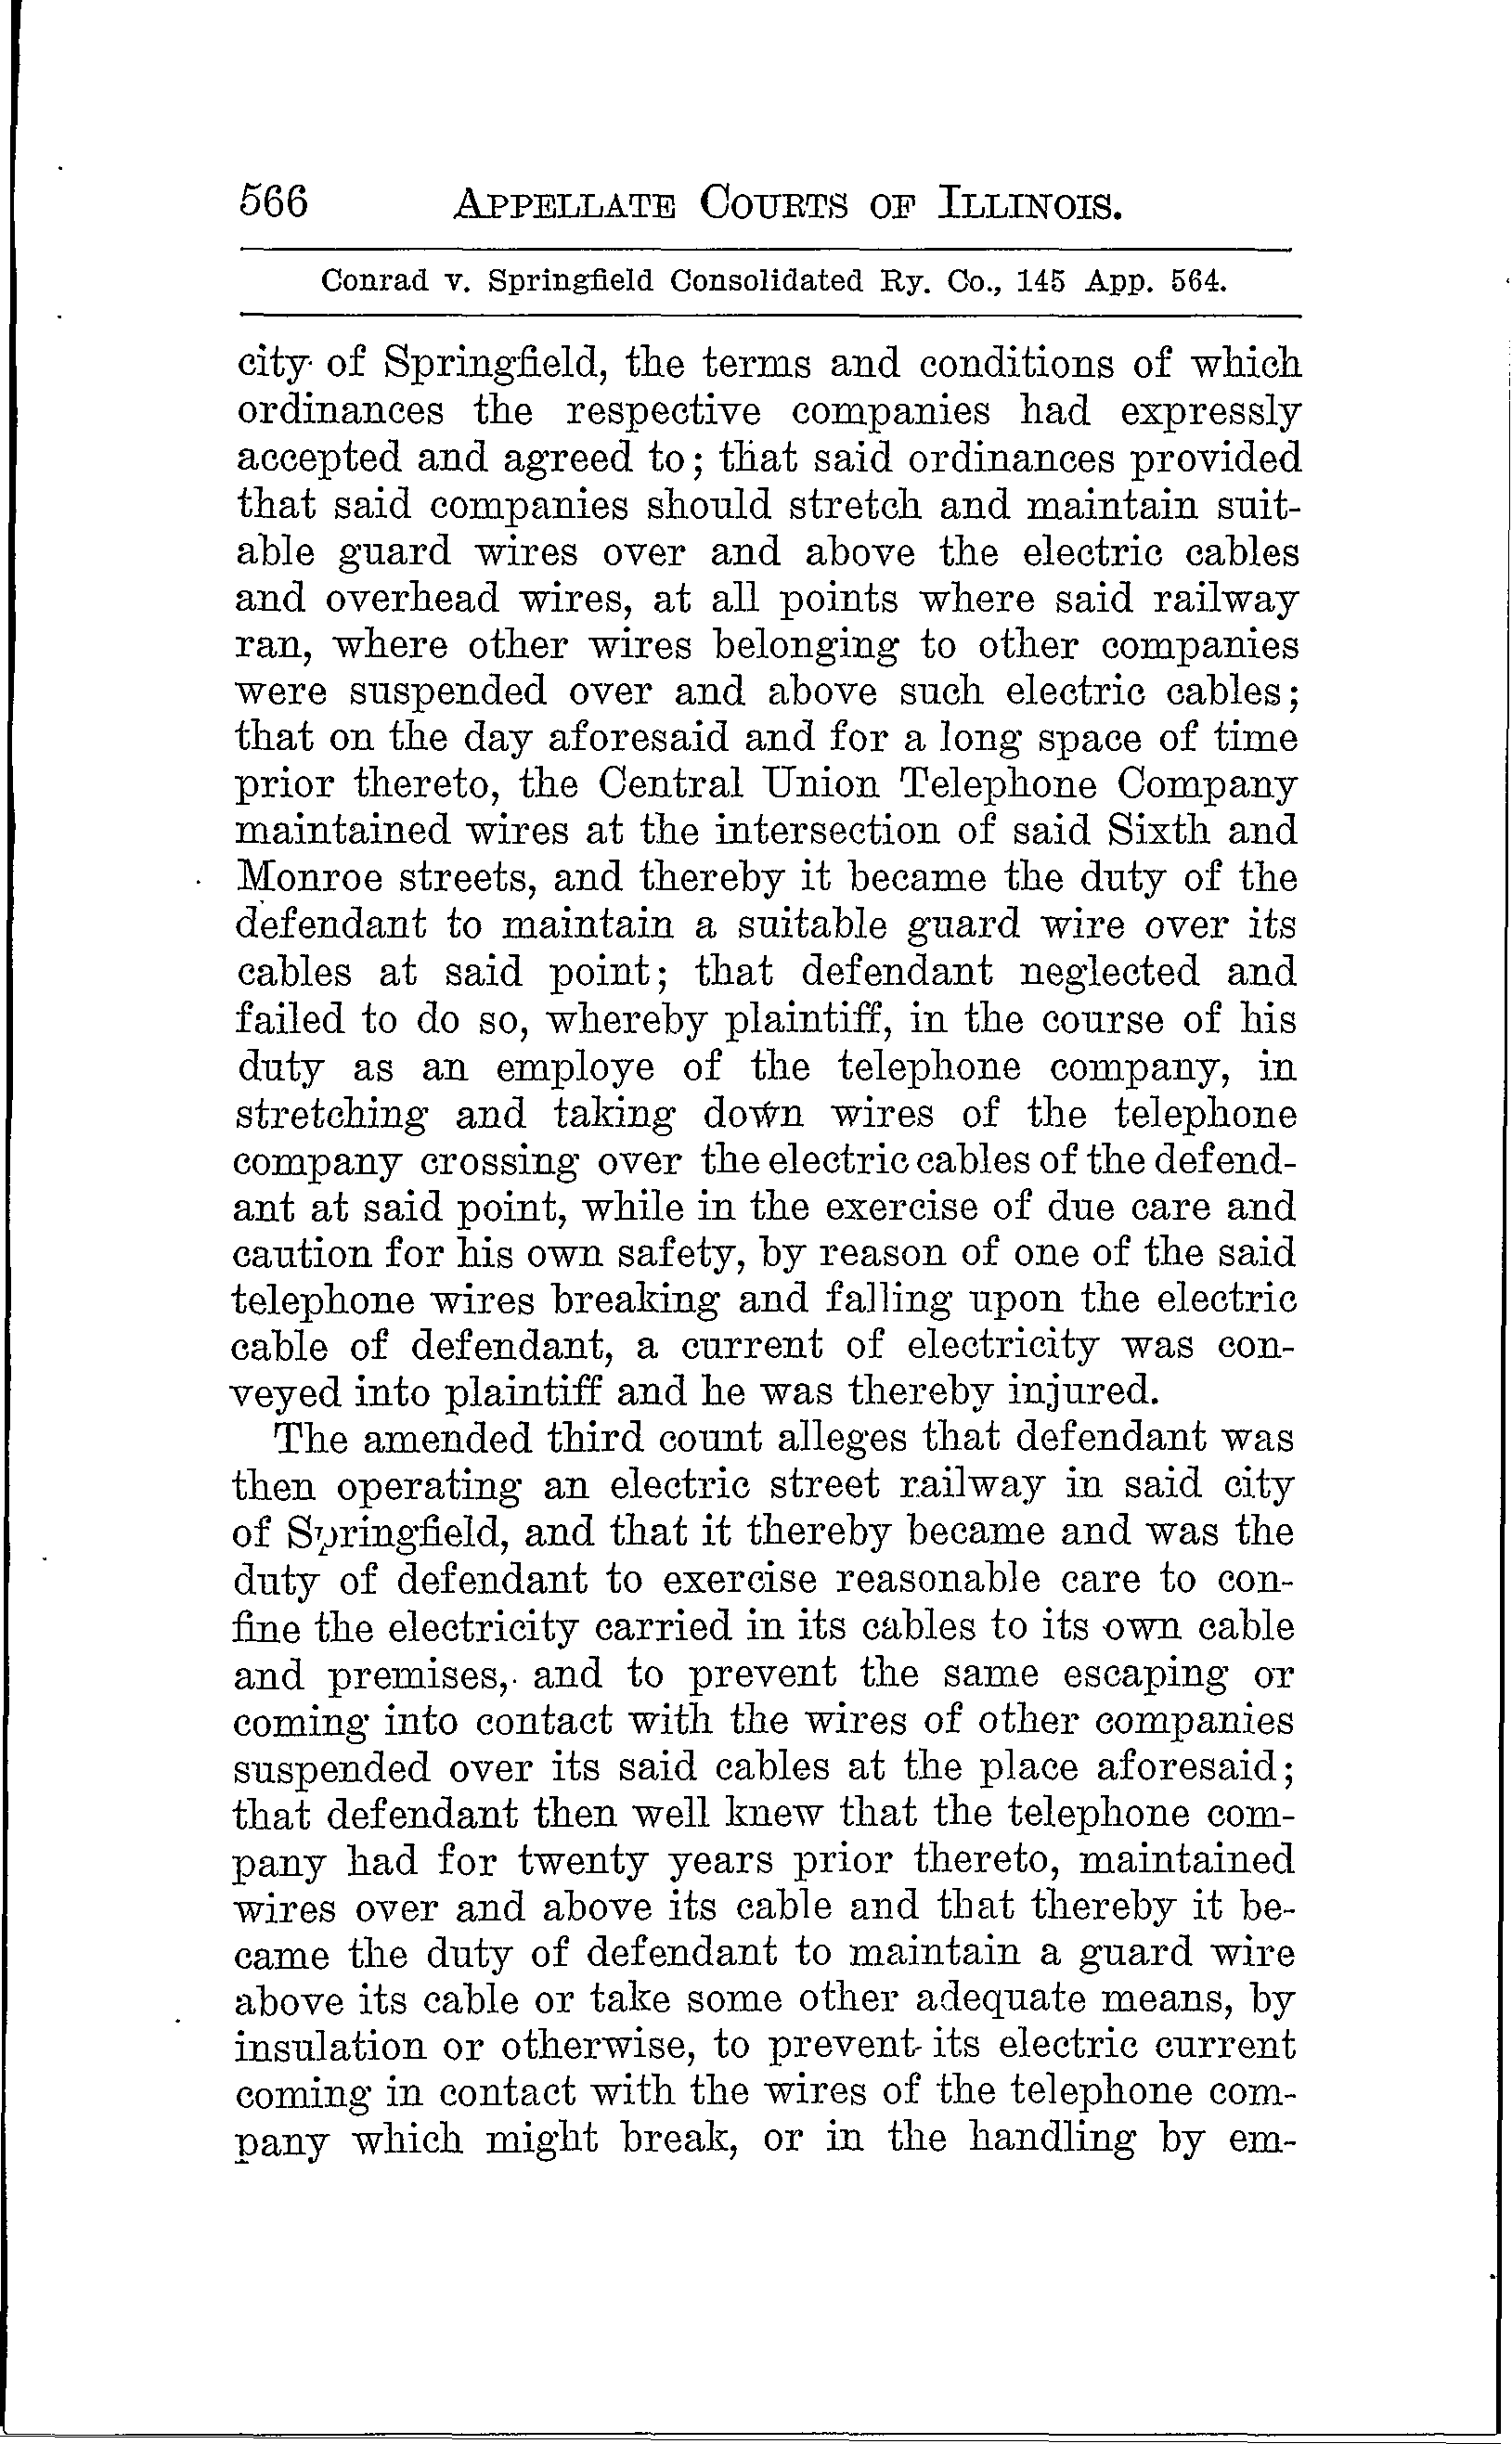 566 APPELLATE COURTS OF ILLINOIS.
Conrad v. Springfield Consolidated Ry. Co., 145 App. 564.
city of Springfield, the terms and conditions of which
ordinances the respective companies had expressly
accepted and agreed to; that said ordinances provided
that said companies should stretch and maintain suit-
able guard wires over and above the electric cables
and overhead wires, at all points where said railway
ran, where other wires belonging to other companies
were suspended over and above such electric cables;
that on the day aforesaid and for a long space of time
prior thereto, the Central Union Telephone Company
maintained wires at the intersection of said Sixth and
Monroe streets, and thereby it became the duty of the
defendant to maintain a suitable guard wire over its
cables at said point; that defendant neglected and
failed to do so, whereby plaintiff, in the course of his
duty as an employe of the telephone company, in
stretching and taking down wires of the telephone
company crossing over the electric cables of the defend-
ant at said point, while in the exercise of due care and
caution for his own safety, by reason of one of the said
telephone wires breaking and falling upon the electric
cable of defendant, a current of electricity was con-
veyed into plaintiff and he was thereby injured.
The amended third count alleges that defendant was
then operating an electric street railway in said city
of Springfield, and that it thereby became and was the
duty of defendant to exercise reasonable care to con-
fine the electricity carried in its cables to its own cable
and premises, and to prevent the same escaping or
coming into contact with the wires of other companies
suspended over its said cables at the place aforesaid;
that defendant then well knew that the telephone com-
pany had for twenty years prior thereto, maintained
wires over and above its cable and that thereby it be-
came the duty of defendant to maintain a guard wire
above its cable or take some other adequate means, by
insulation or otherwise, to prevent its electric current
coming in contact with the wires of the telephone com-
pany which might break, or in the handling by em-